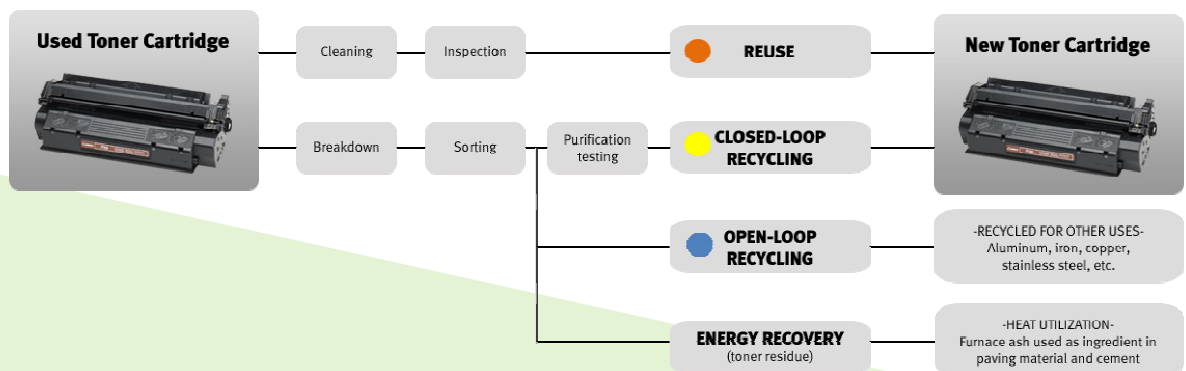 Used Toner Cartridge
Cleaning
Inspection
REUSE
New Toner Cartridge
Breakdown
Sorting
Purification
testing
CLOSED-LOOP
RECYCLING
OPEN-LOOP
RECYCLING
-RECYCLED FOR OTHER USES-
Aluminum, iron, copper,
stainless steel, etc.
ENERGY RECOVERY
(toner residue)
-HEAT UTILIZATION-
Furnace ash used as ingredient in
paving material and cement